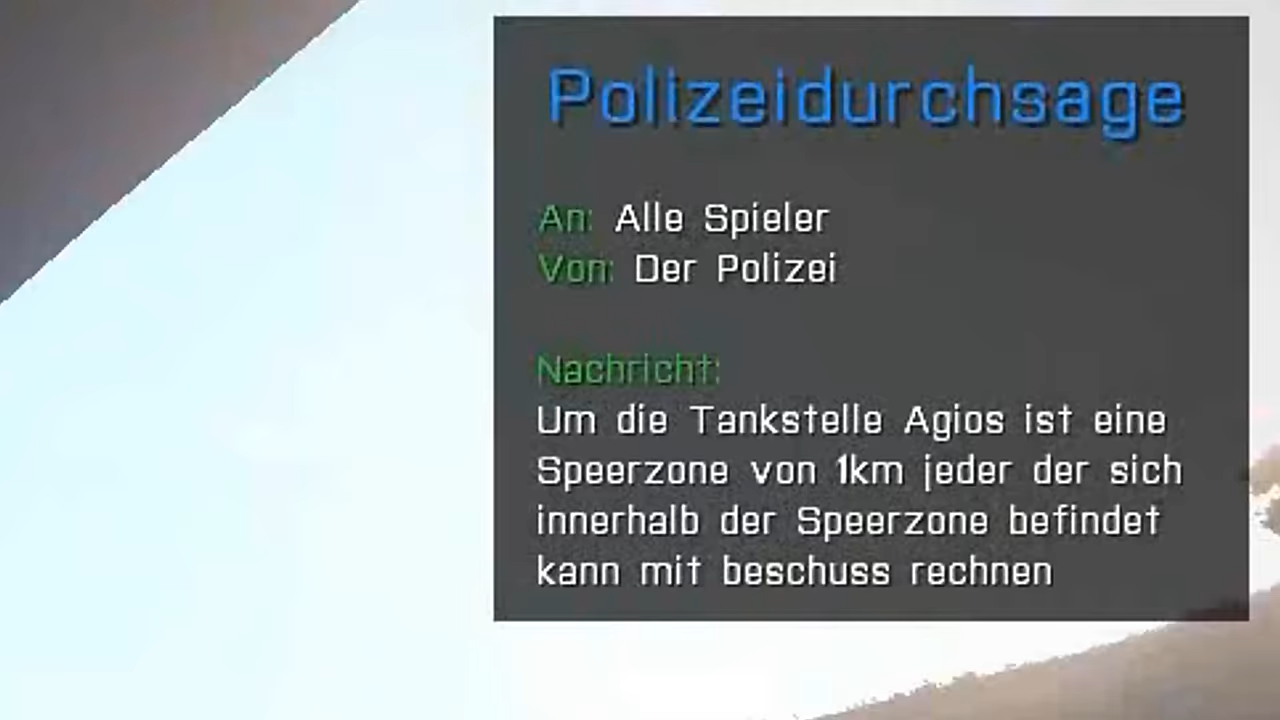 Polizeidurchsage
An: Alle Spieler
Von: Der Polizei
Nachricht:
Um die Tankstelle Agios ist eine
Speerzone von 1km jeder der sich
innerhalb der Speerzone befindet
kann mit beschuss rechnen